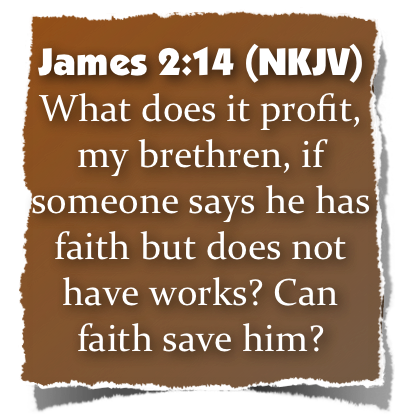 James 2:14 (NKJV)
What does it profit,
my brethren, if
someone says he has
faith but does not
have works? Can
faith save him?